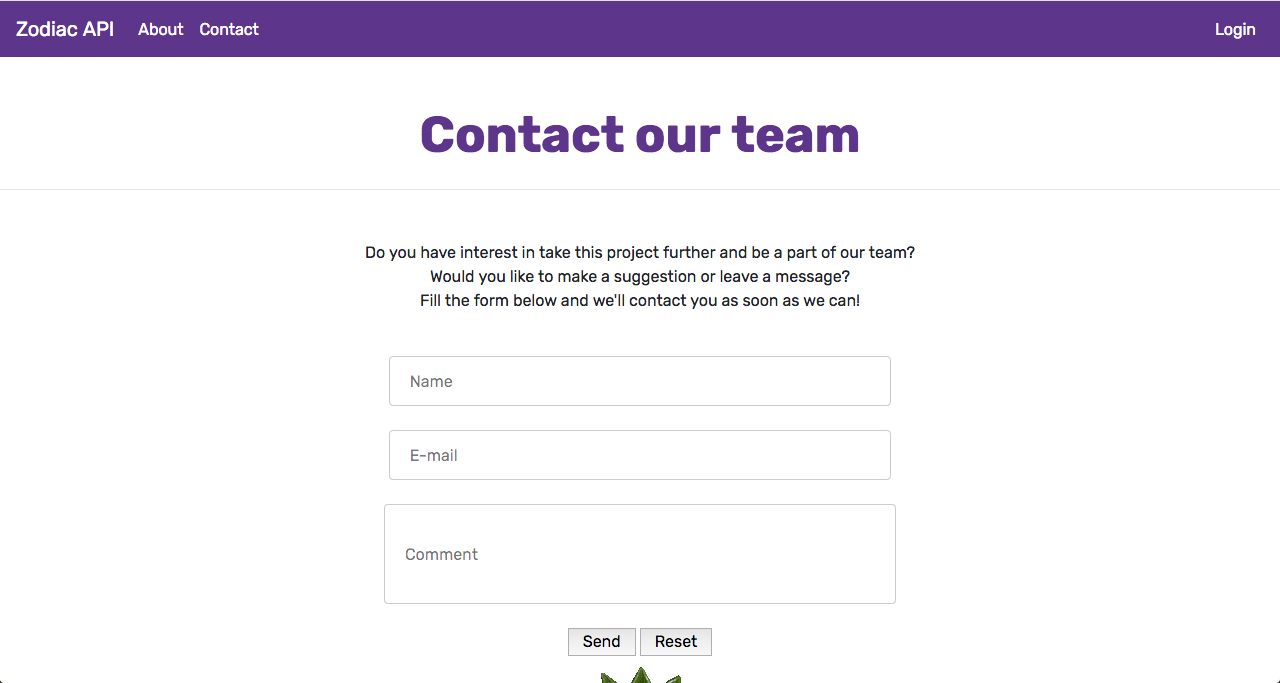 Zodiac API About Contact Login
Contact our team
Do you have interest in take this project further and be a part of our team?
Would you like to make a suggestion or leave a message?
Fill the form below and we'll contact you as soon as we can!
Name
E-mail
Comment
Send Reset